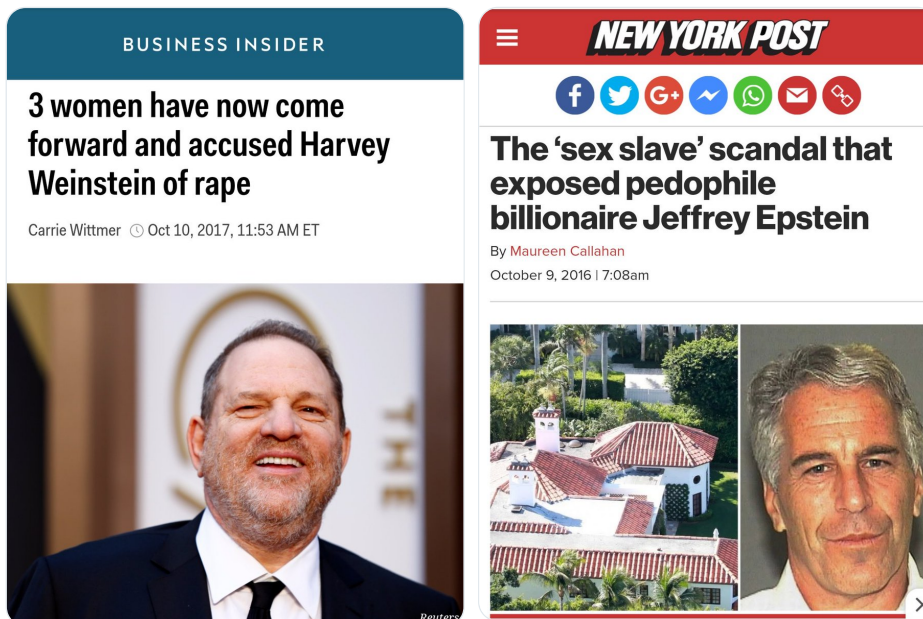 BUSINESS INSIDER
3 women have now come
forward and accused Harvey
Weinstein of rape
Carrie Wittmer Oct 10, 2017, 11:53 AM ET
THE
Reuters
NEW YORK POST
f G+
The ‘sex slave’ scandal that
exposed pedophile
billionaire Jeffrey Epstein
By Maureen Callahan
October 9, 2016 | 7:08am